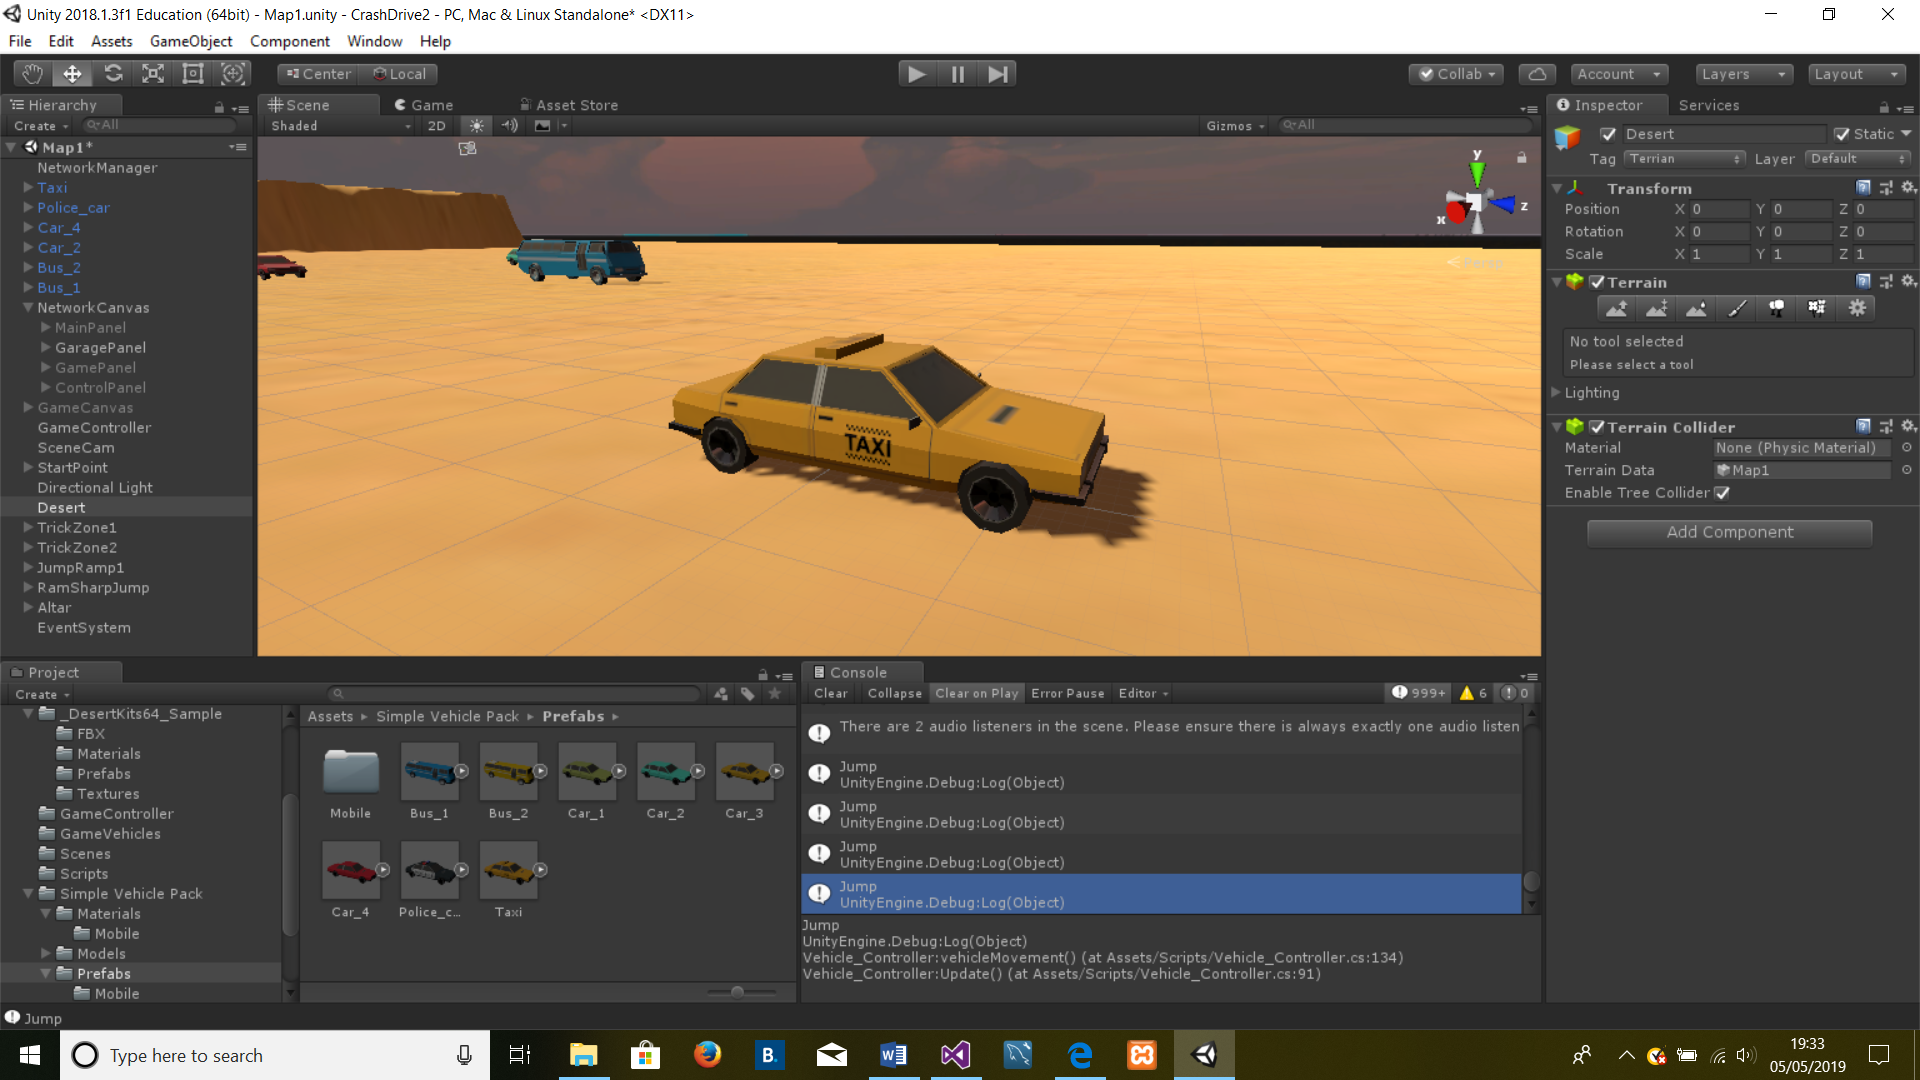 Unity 2018.1.3f1 Education (64bit) - Map1.unity - CrashDrive2 - PC, Mac & Linux Standalone* <DX11>
File Edit Assets GameObject Component Window Help
Center Local Collab Account Layers Layout
Hierarchy
Create All
Map1*
NetworkManager
Taxi
Police_car
Car_4
Car_2
Bus_2
Bus_1
NetworkCanvas
MainPanel
GaragePanel
GamePanel
ControlPanel
GameCanvas
GameController
SceneCam
StartPoint
Directional Light
Desert
TrickZone1
TrickZone2
JumpRamp1
RamSharpJump
Altar
EventSystem
Scene Game Asset Store
Shaded 2D Gizmos All
y
x z
Persp
TAXI
Inspector Services
Desert Static
Tag Terrian Layer Default
Transform
Position X 0 Y 0 Z 0
Rotation X 0 Y 0 Z 0
Scale X 1 Y 1 Z 1
Terrain
No tool selected
Please select a tool
Lighting
Terrain Collider
Material None (Physic Material)
Terrain Data Map1
Enable Tree Collider
Add Component
Project
Create
_DesertKits64_Sample
FBX
Materials
Prefabs
Textures
GameController
GameVehicles
Scenes
Scripts
Simple Vehicle Pack
Materials
Mobile
Models
Prefabs
Mobile
Assets Simple Vehicle Pack Prefabs
Mobile Bus_1 Bus_2 Car_1 Car_2 Car_3
Car_4 Police_c... Taxi
Console
Clear Collapse Clear on Play Error Pause Editor 999+ 6 0
There are 2 audio listeners in the scene. Please ensure there is always exactly one audio listen
Jump
UnityEngine.Debug:Log(Object)
Jump
UnityEngine.Debug:Log(Object)
Jump
UnityEngine.Debug:Log(Object)
Jump
UnityEngine.Debug:Log(Object)
Jump
UnityEngine.Debug:Log(Object)
Vehicle_Controller:vehicleMovement() (at Assets/Scripts/Vehicle_Controller.cs:134)
Vehicle_Controller:Update() (at Assets/Scripts/Vehicle_Controller.cs:91)
Jump
Type here to search
B.
19:33
05/05/2019